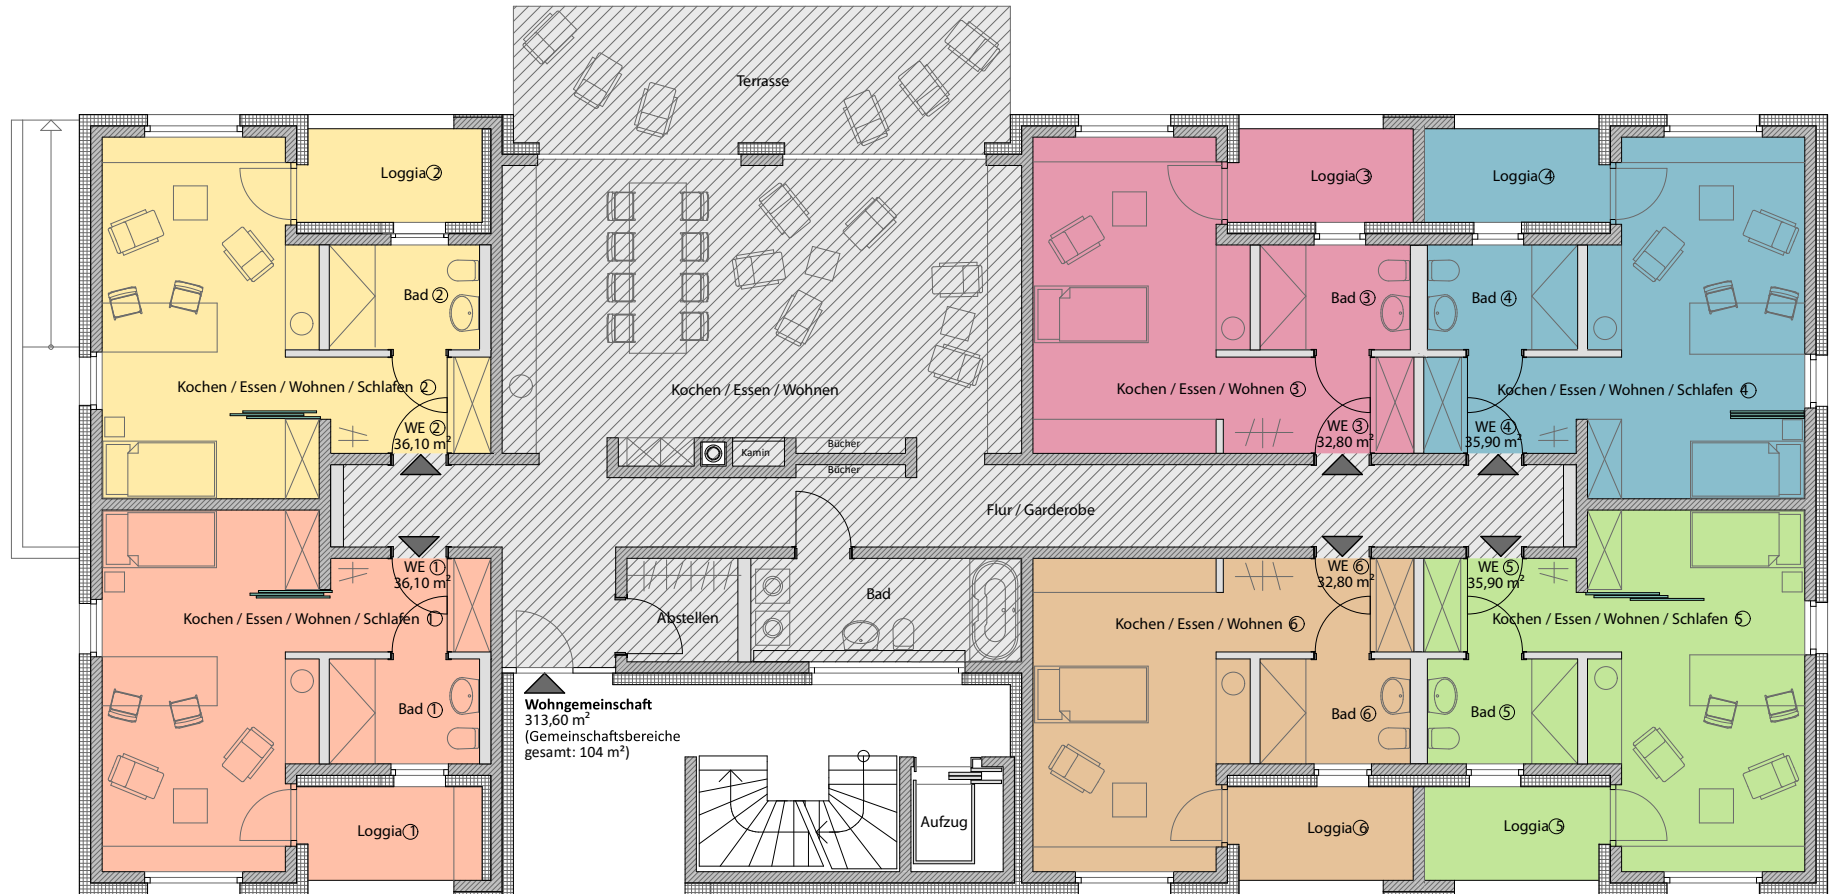 Terrasse
Loggia ②
Loggia ③
Loggia ④
Bad ②
Bad ③
Bad ④
Kochen / Essen / Wohnen / Schlafen ②
Kochen / Essen / Wohnen
Kochen / Essen / Wohnen ③
Kochen / Essen / Wohnen / Schlafen ④
WE ②
36,10 m²
WE ③
32,80 m²
WE ④
35,90 m²
Bücher
Kamin
Bücher
Flur / Garderobe
WE ①
36,10 m²
WE ⑥
32,80 m²
WE ⑤
35,90 m²
Kochen / Essen / Wohnen / Schlafen ①
Abstellen
Bad
Kochen / Essen / Wohnen ⑥
Kochen / Essen / Wohnen / Schlafen ⑤
Bad ①
Wohngemeinschaft
313,60 m²
(Gemeinschaftsbereiche
gesamt: 104 m²)
Bad ⑥
Bad ⑤
Loggia ①
Aufzug
Loggia ⑥
Loggia ⑤